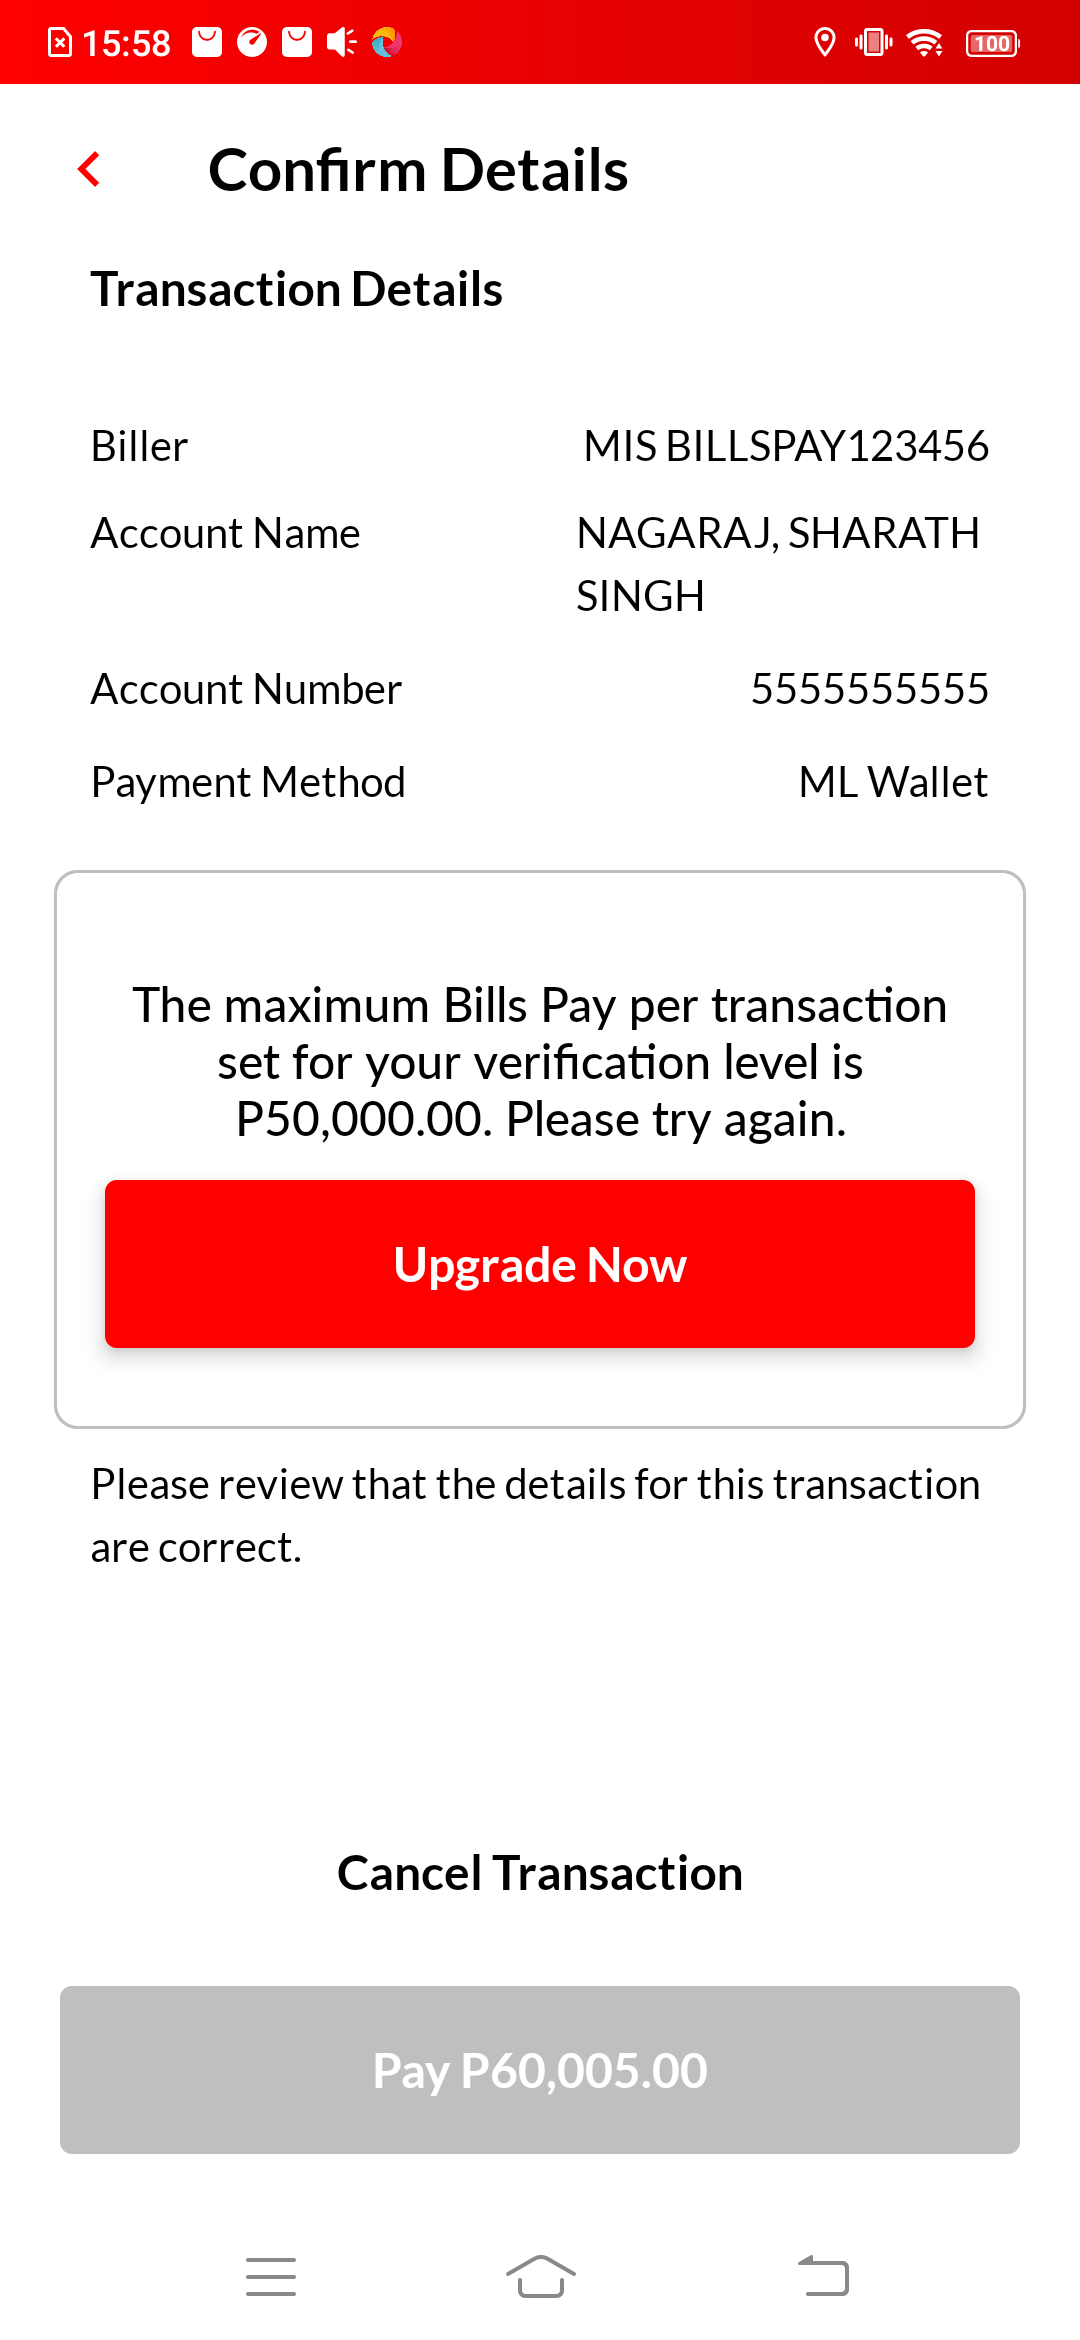 15:58
100
Confirm Details
Transaction Details
Biller MIS BILLSPAY123456
Account Name NAGARAJ, SHARATH
SINGH
Account Number 5555555555
Payment Method ML Wallet
The maximum Bills Pay per transaction
set for your verification level is
P50,000.00. Please try again.
Upgrade Now
Please review that the details for this transaction
are correct.
Cancel Transaction
Pay P60,005.00